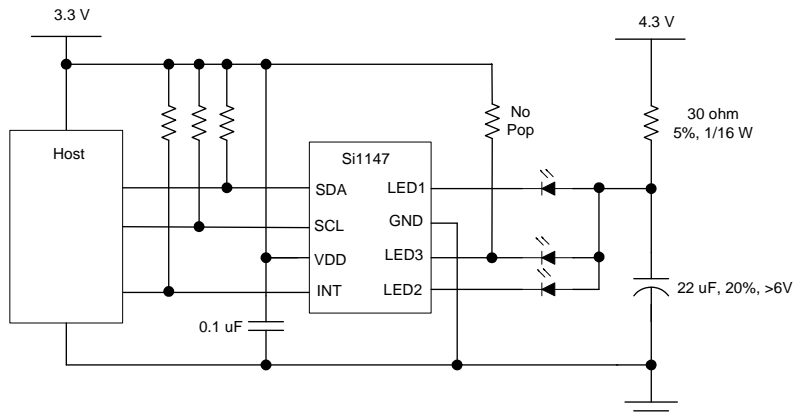 3.3 V
4.3 V
No
Pop
30 ohm
5%, 1/16 W
Host
Si1147
SDA
LED1
SCL
GND
VDD
LED3
INT
LED2
22 uF, 20%, >6V
0.1 uF